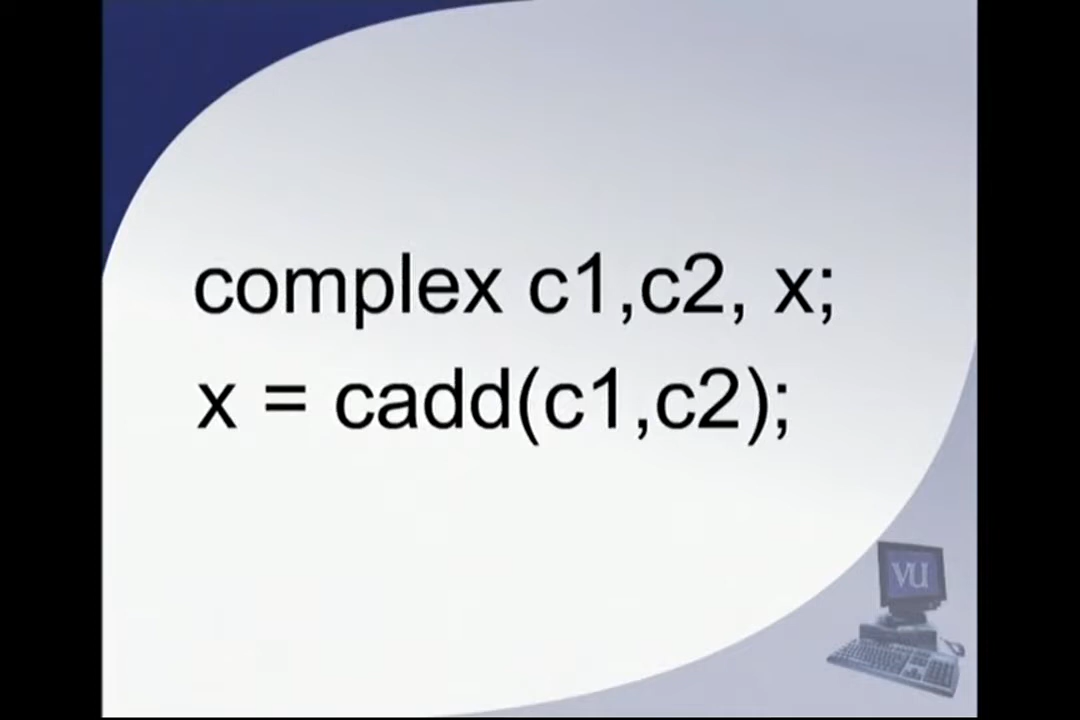 complex c1,c2, x;
x = cadd(c1,c2);
VU